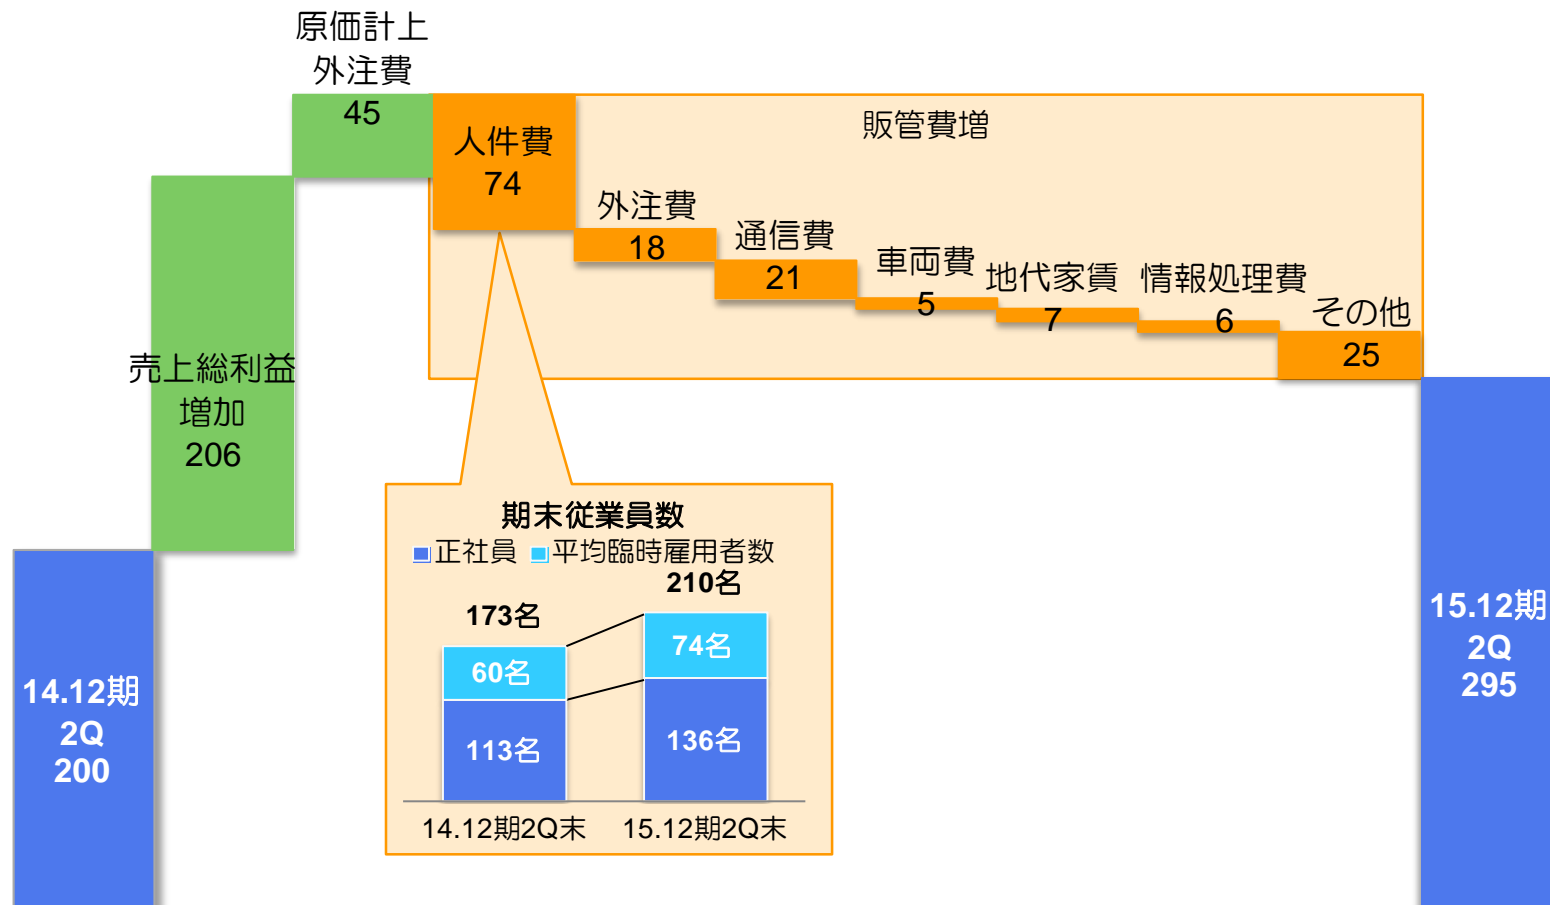 原価計上
外注費
45
人件費
74
販管費増
外注費
18
通信費
21
車両費
5
地代家賃
7
情報処理費
6
その他
25
売上総利益
増加
206
14.12期
2Q
200
15.12期
2Q
295
期末従業員数
正社員 平均臨時雇用者数
173名
210名
60名
74名
113名
136名
14.12期2Q末 15.12期2Q末